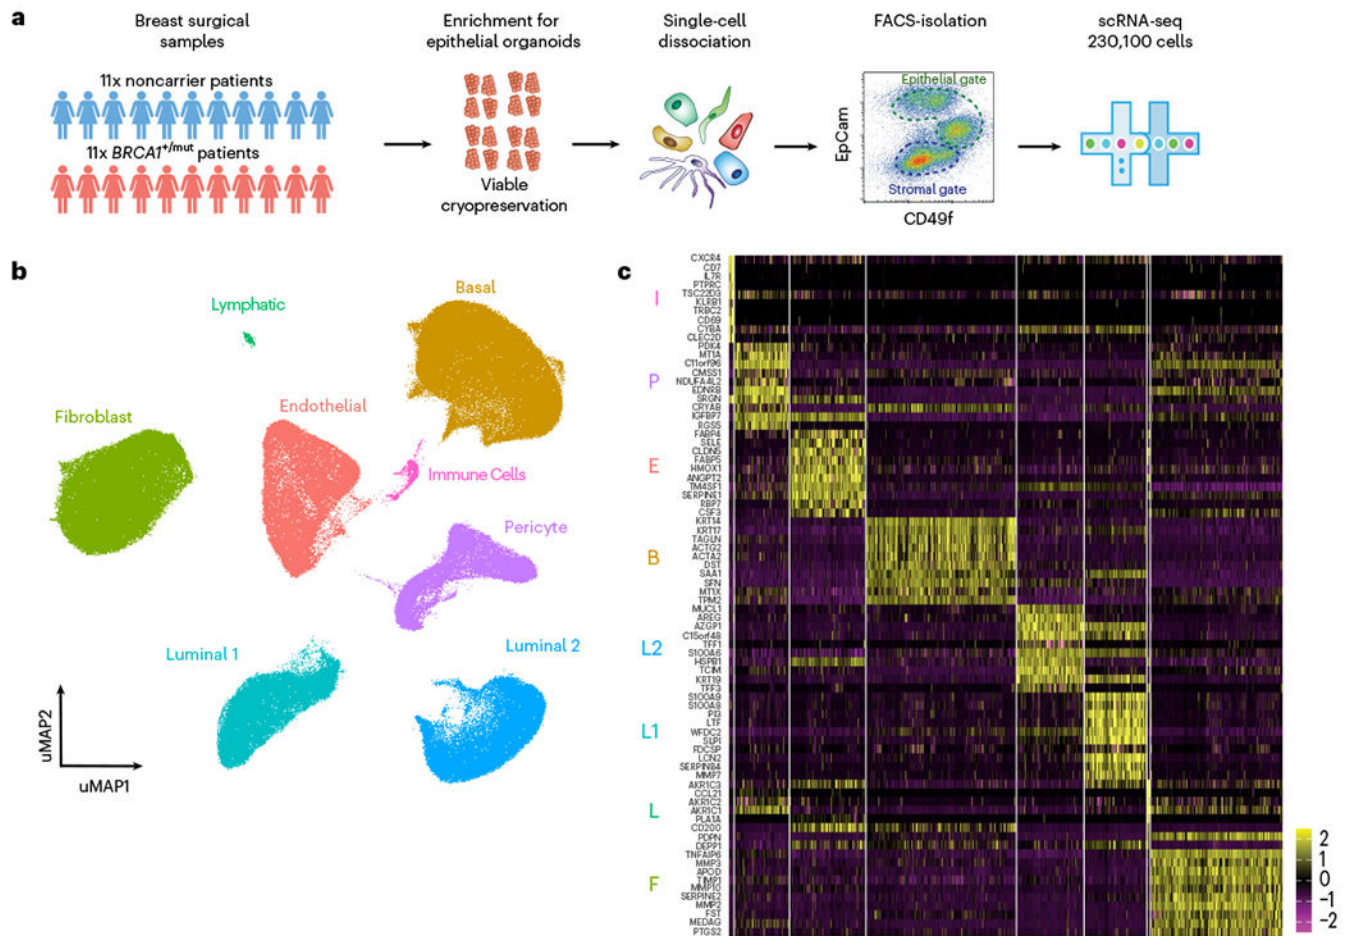 a
Breast surgical
samples
11x noncarrier patients
11x BRCA1+/mut patients
Enrichment for
epithelial organoids
Viable
cryopreservation
Single-cell
dissociation
FACS-isolation
Epithelial gate
EpCam
Stromal gate
CD49f
scRNA-seq
230,100 cells
b
Lymphatic
Basal
Fibroblast
Endothelial
Immune Cells
Pericyte
Luminal 1
Luminal 2
uMAP2
uMAP1
c
I
P
E
B
L2
L1
L
F
CXCR4
CD7
IL7R
PTPRC
TSC22D3
KLRB1
TRBC2
CD69
CYBA
CLEC2D
PDK4
MT1A
C11orf96
CMSS1
NDUFA4L2
EDNRB
SRGN
CRYAB
IGFBP7
RGS5
FABP4
SELE
CLDN5
FABP5
HMOX1
ANGPT2
TM4SF1
SERPINE1
RBP7
CSF3
KRT14
KRT17
TAGLN
ACTG2
ACTA2
DST
SAA1
SFN
MT1X
TPM2
MUCL1
AREG
AZGP1
C15orf48
TFF1
S100A6
HSPB1
TCIM
KRT19
TFF3
S100A9
S100A8
PI3
LTF
WFDC2
SLPI
FDCSP
LCN2
SERPINB4
MMP7
AKR1C3
CCL21
AKR1C2
AKR1C1
PLA1A
CD200
PDPN
DEPP1
TNFAIP6
MMP3
APOD
TIMP1
MMP10
SERPINE2
MMP2
FST
MEDAG
PTGS2
2
1
0
−1
−2